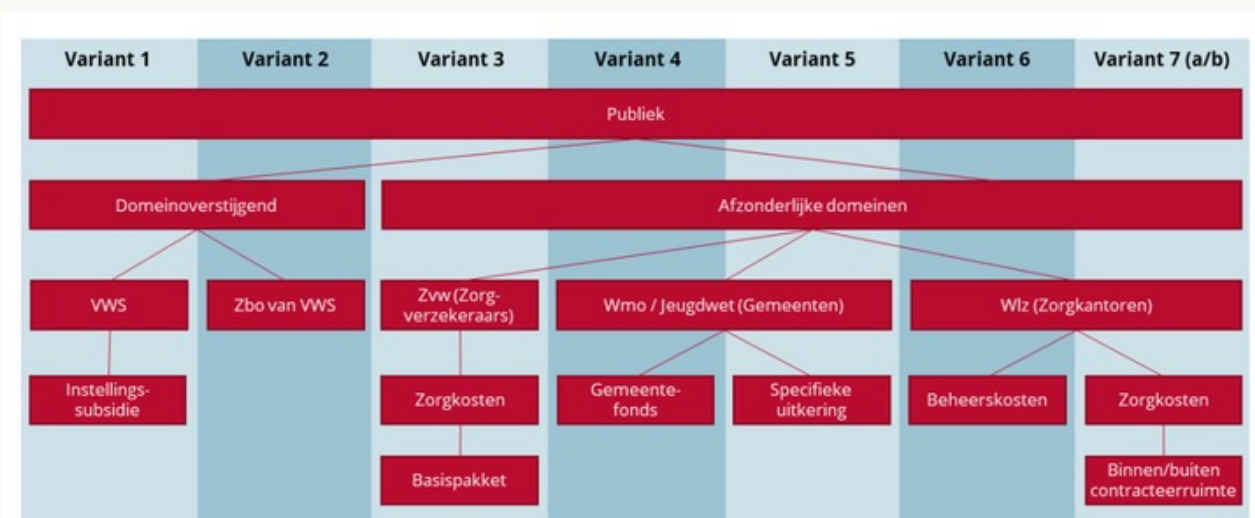 Variant 1
Variant 2
Variant 3
Variant 4
Variant 5
Variant 6
Variant 7 (a/b)
Publiek
Domeinoverstijgend
Afzonderlijke domeinen
VWS
Zbo van VWS
Zvw (Zorg-
verzekeraars)
Wmo / Jeugdwet (Gemeenten)
Wlz (Zorgkantoren)
Instellings-
subsidie
Zorgkosten
Gemeente-
fonds
Specifieke
uitkering
Beheerskosten
Zorgkosten
Basispakket
Binnen/buiten
contracteerruimte